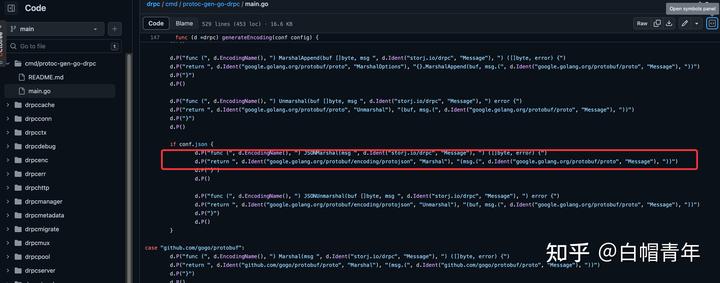 drpc / cmd / protoc-gen-go-drpc / main.go
Open symbols panel
Code
Code Blame 529 lines (453 loc) · 16.6 KB
Raw
main
147 func (d *drpc) generateEncoding(conf config) {
Go to file
t
cmd/protoc-gen-go-drpc
README.md
main.go
drpccache
drpcconn
drpcctx
drpcdebug
drpcenc
drpcerr
drpchttp
drpcmanager
drpcmetadata
drpcmigrate
drpcmux
drpcpool
drpcserver
d.P("func (", d.EncodingName(), ") MarshalAppend(buf []byte, msg ", d.Ident("storj.io/drpc", "Message"), ") ([]byte, error) {")
d.P("return ", d.Ident("google.golang.org/protobuf/proto", "MarshalOptions"), "{}.MarshalAppend(buf, msg.(", d.Ident("google.golang.org/protobuf/proto", "Message"), "))")
d.P("}")
d.P()
d.P("func (", d.EncodingName(), ") Unmarshal(buf []byte, msg ", d.Ident("storj.io/drpc", "Message"), ") error {")
d.P("return ", d.Ident("google.golang.org/protobuf/proto", "Unmarshal"), "(buf, msg.(", d.Ident("google.golang.org/protobuf/proto", "Message"), "))")
d.P("}")
d.P()
if conf.json {
d.P("func (", d.EncodingName(), ") JSONMarshal(msg ", d.Ident("storj.io/drpc", "Message"), ") ([]byte, error) {")
d.P("return ", d.Ident("google.golang.org/protobuf/encoding/protojson", "Marshal"), "(msg.(", d.Ident("google.golang.org/protobuf/proto", "Message"), "))")
d.P("}")
d.P()
d.P("func (", d.EncodingName(), ") JSONUnmarshal(buf []byte, msg ", d.Ident("storj.io/drpc", "Message"), ") error {")
d.P("return ", d.Ident("google.golang.org/protobuf/encoding/protojson", "Unmarshal"), "(buf, msg.(", d.Ident("google.golang.org/protobuf/proto", "Message"), "))")
d.P("}")
d.P()
}
case "github.com/gogo/protobuf":
d.P("func (", d.EncodingName(), ") Marshal(msg ", d.Ident("storj.io/drpc", "Message"), ") ([]byte, error) {")
d.P("return ", d.Ident("github.com/gogo/protobuf/proto", "Marshal"), "(msg.(", d.Ident("github.com/gogo/protobuf/proto", "Message"), "))")
d.P("}")
d.P()
知乎 @白帽青年